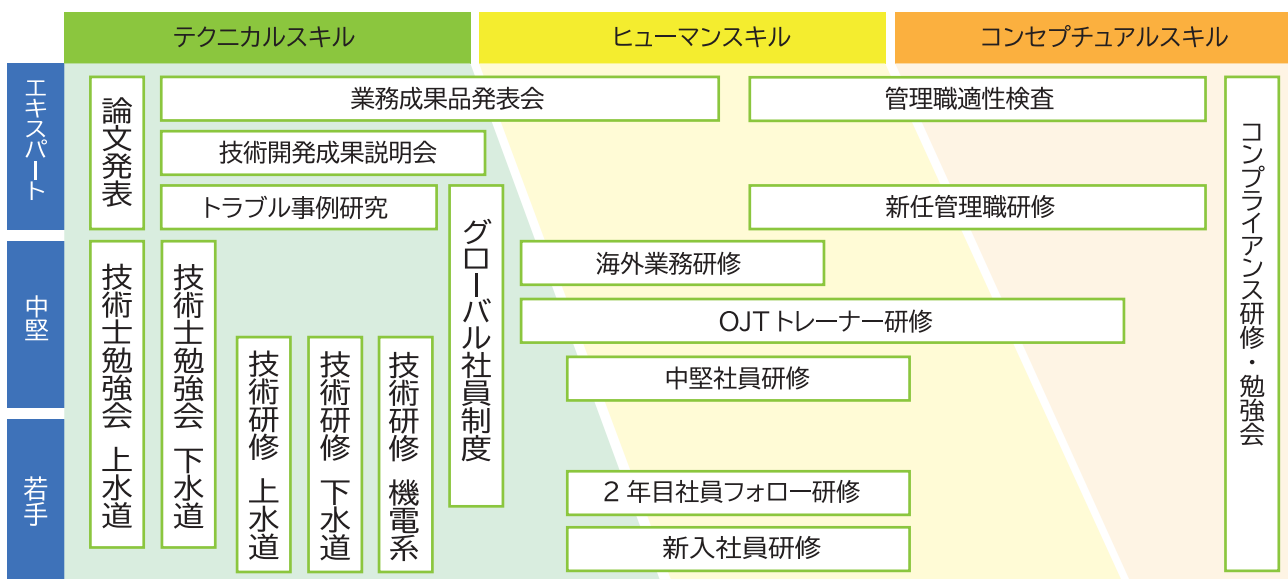 テクニカルスキル
ヒューマンスキル
コンセプチュアルスキル
エキスパート
論文発表
業務成果品発表会
管理職適性検査
コンプライアンス研修・勉強会
技術開発成果説明会
トラブル事例研究
グローバル社員制度
新任管理職研修
中堅
技術士勉強会 上水道
技術士勉強会 下水道
海外業務研修
OJTトレーナー研修
技術研修 上水道
技術研修 下水道
技術研修 機電系
中堅社員研修
若手
2年目社員フォロー研修
新入社員研修